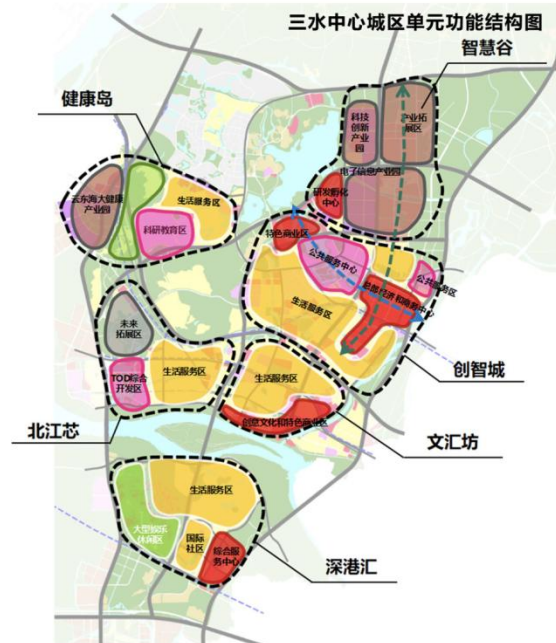 三水中心城区单元功能结构图
智慧谷
健康岛
科技
创新产
业园
产业拓
展区
电子信息产业园
研发孵化
中心
云东海大健康
产业园
生活服务区
科研教育区
特色商业区
公共服务中心
公共服务区
总部经济和商务中心
生活服务区
未来
拓展区
生活服务区
TOD综合
开发区
生活服务区
创意文化和特色商业区
创智城
北江芯
文汇坊
生活服务区
大型娱乐
休闲区
国际
社区
综合服
务中心
深港汇